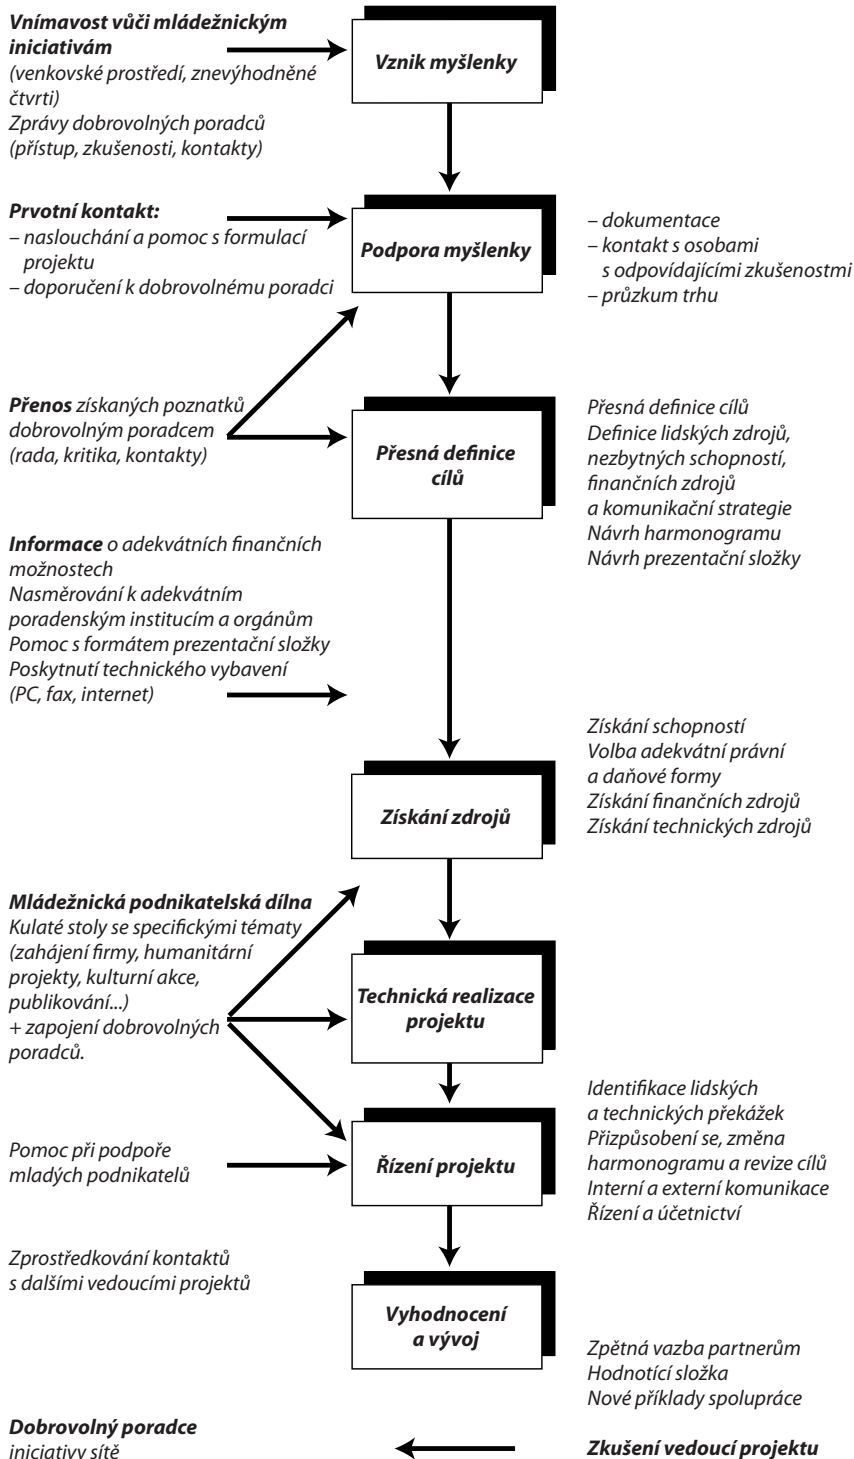 Vnímavost vůči mládežnickým
iniciativám
(venkovské prostředí, znevýhodněné
čtvrti)
Zprávy dobrovolných poradců
(přístup, zkušenosti, kontakty)
Vznik myšlenky
Prvotní kontakt:
– naslouchání a pomoc s formulací
projektu
– doporučení k dobrovolnému poradci
Podpora myšlenky
– dokumentace
– kontakt s osobami
s odpovídajícími zkušenostmi
– průzkum trhu
Přenos získaných poznatků
dobrovolným poradcem
(rada, kritika, kontakty)
Přesná definice
cílů
Přesná definice cílů
Definice lidských zdrojů,
nezbytných schopností,
finančních zdrojů
a komunikační strategie
Návrh harmonogramu
Návrh prezentační složky
Informace o adekvátních finančních
možnostech
Nasměrování k adekvátním
poradenským institucím a orgánům
Pomoc s formátem prezentační složky
Poskytnutí technického vybavení
(PC, fax, internet)
Získání zdrojů
Získání schopností
Volba adekvátní právní
a daňové formy
Získání finančních zdrojů
Získání technických zdrojů
Mládežnická podnikatelská dílna
Kulaté stoly se specifickými tématy
(zahájení firmy, humanitární
projekty, kulturní akce,
publikování...)
+ zapojení dobrovolných
poradců.
Technická realizace
projektu
Pomoc při podpoře
mladých podnikatelů
Řízení projektu
Identifikace lidských
a technických překážek
Přizpůsobení se, změna
harmonogramu a revize cílů
Interní a externí komunikace
Řízení a účetnictví
Zprostředkování kontaktů
s dalšími vedoucími projektů
Vyhodnocení
a vývoj
Zpětná vazba partnerům
Hodnotící složka
Nové příklady spolupráce
Dobrovolný poradce
iniciativy sítě
Zkušení vedoucí projektu